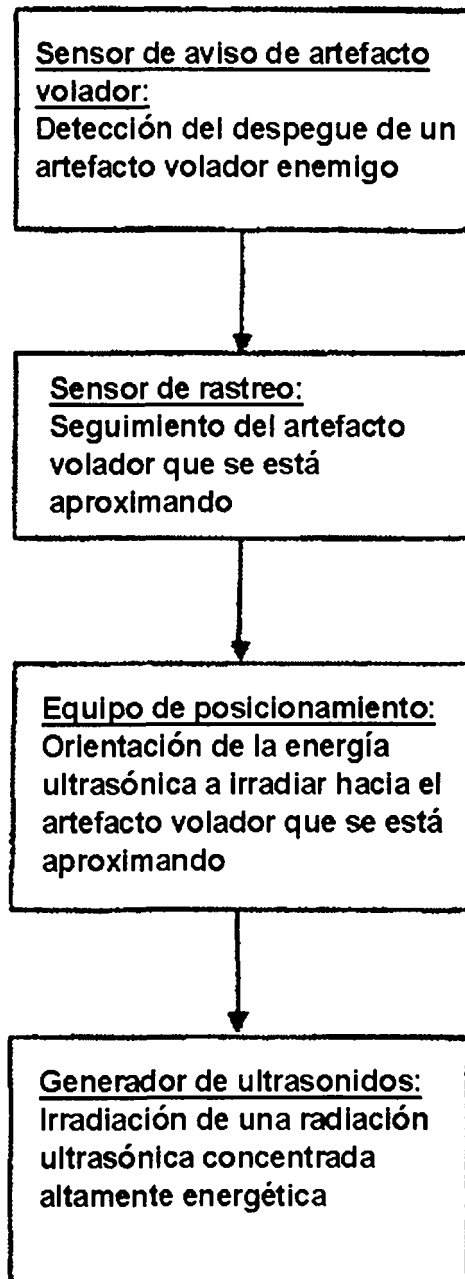 Sensor de aviso de artefacto
volador:
Detección del despegue de un
artefacto volador enemigo
Sensor de rastreo:
Seguimiento del artefacto
volador que se está
aproximando
Equipo de posicionamiento:
Orientación de la energía
ultrasónica a irradiar hacia el
artefacto volador que se está
aproximando
Generador de ultrasonidos:
Irradiación de una radiación
ultrasónica concentrada
altamente energética